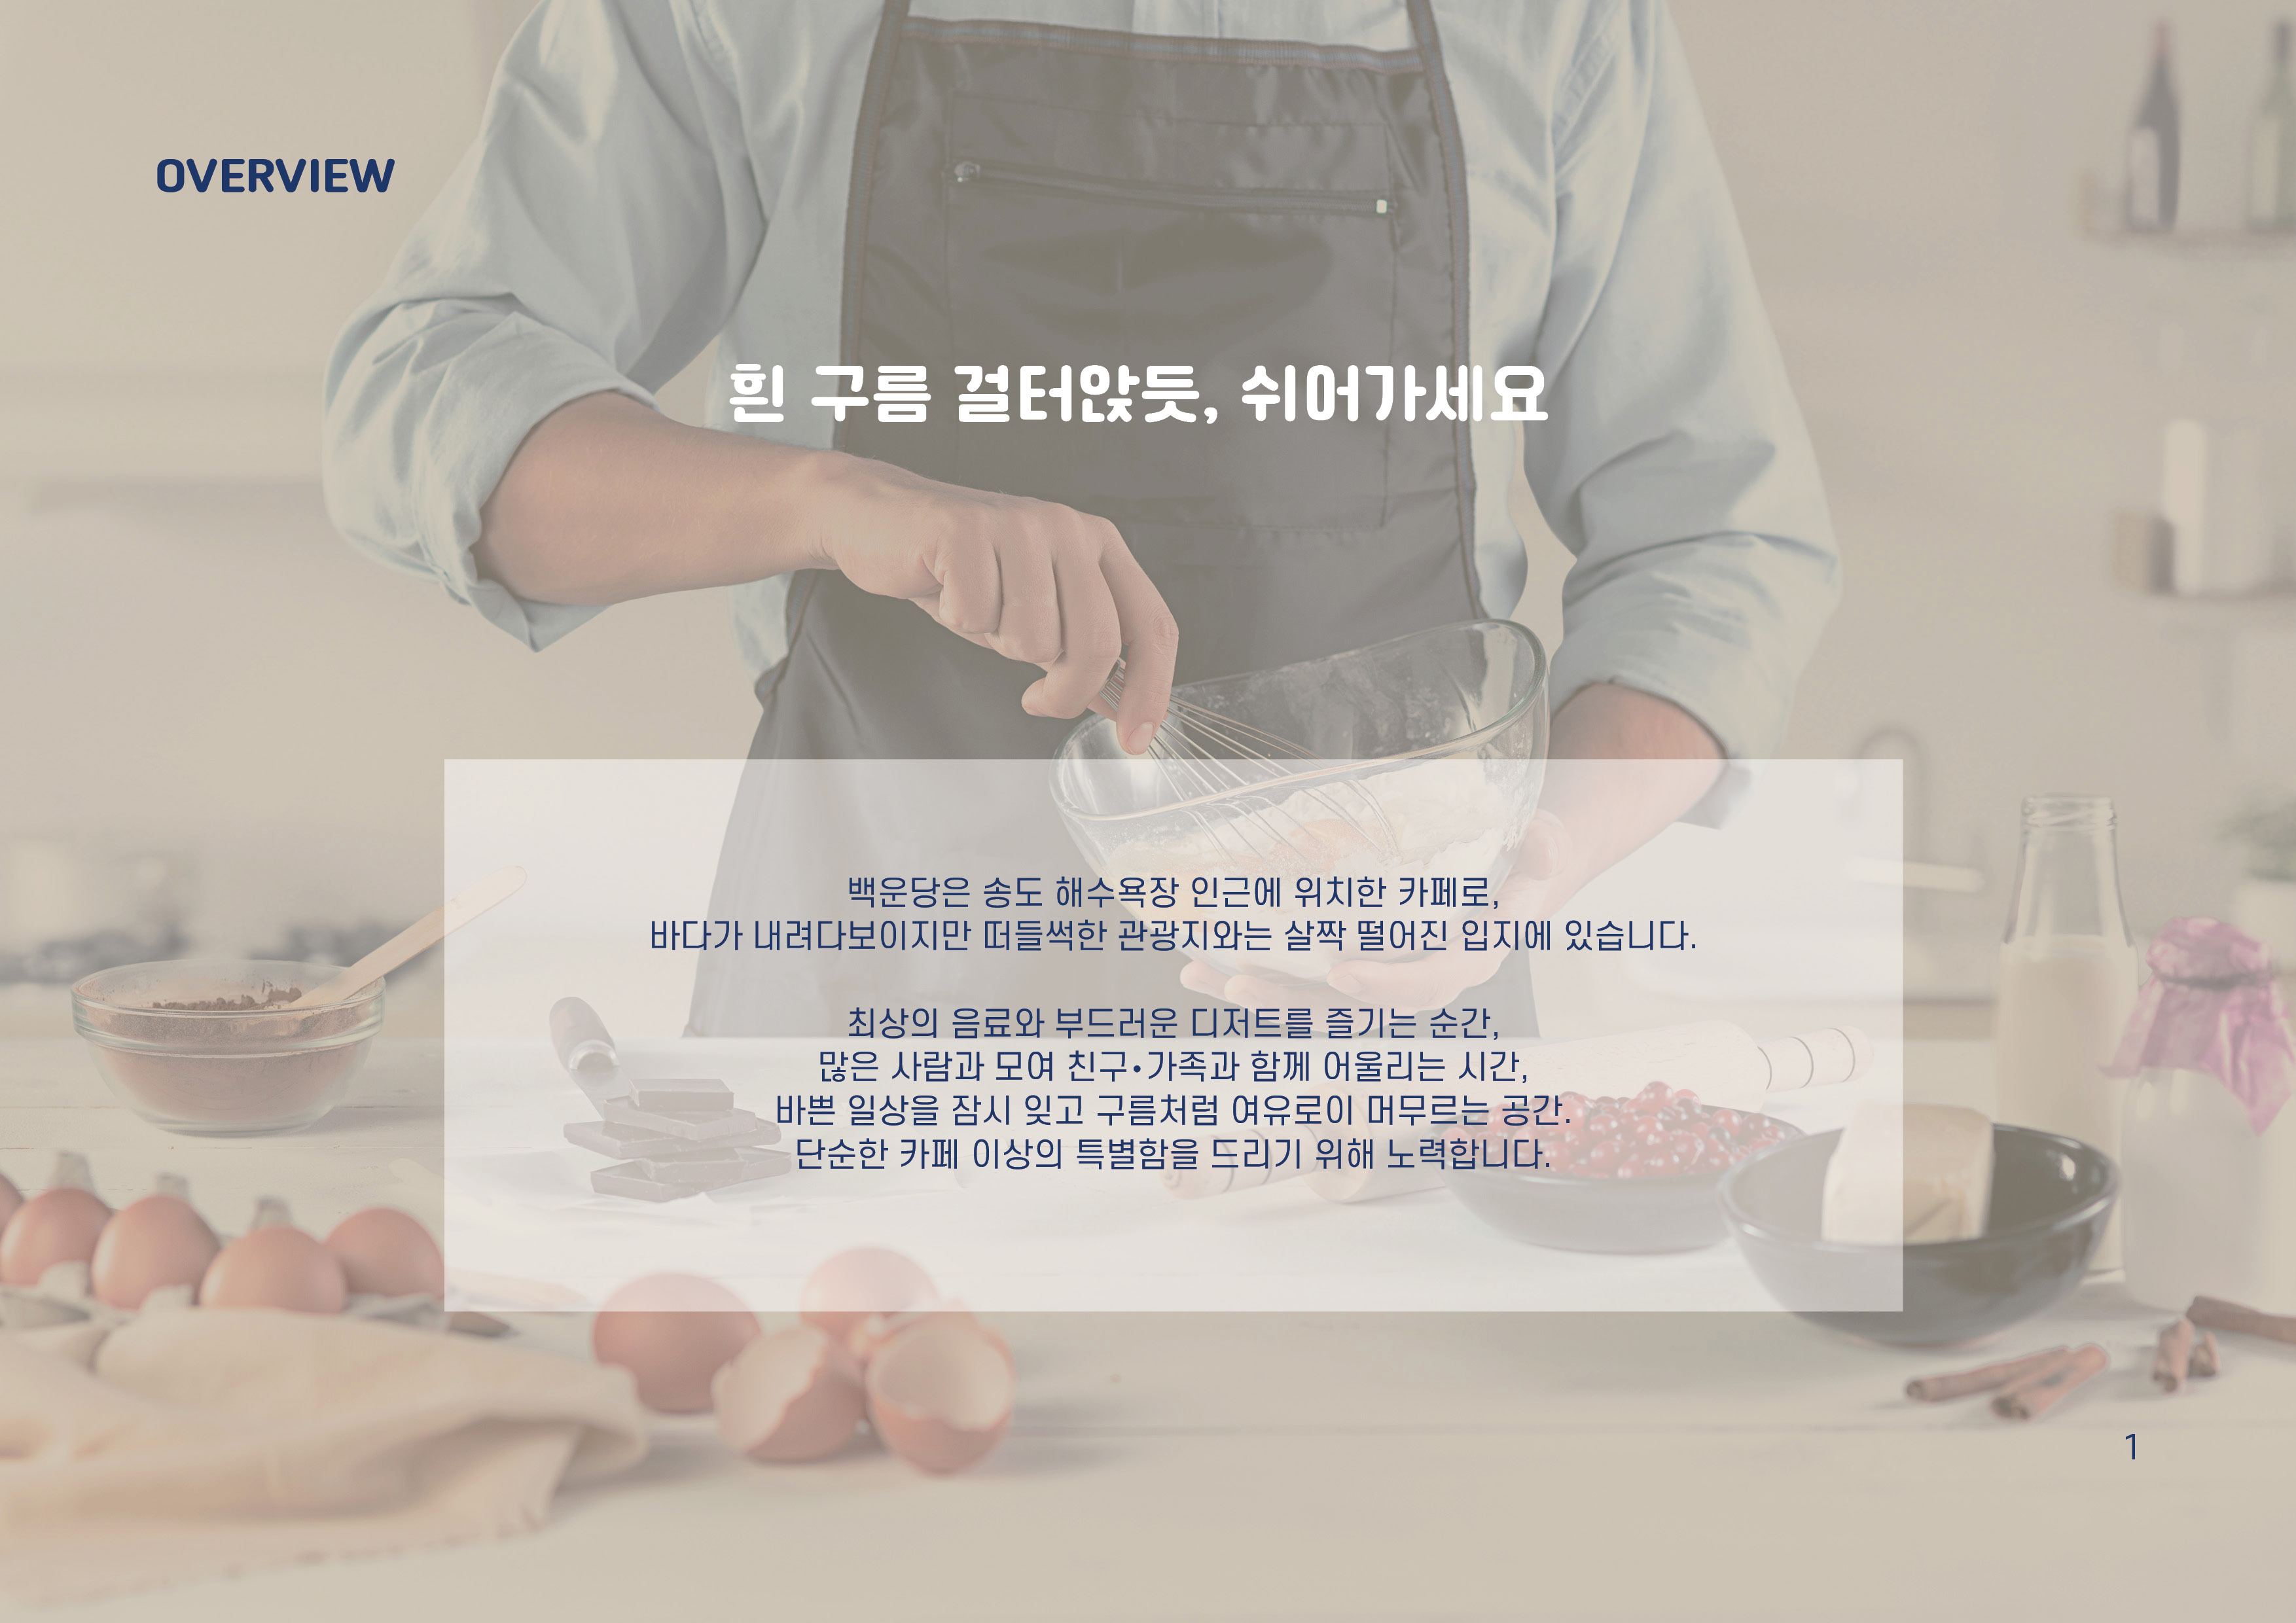 OVERVIEW
흰 구름 걸터앉듯, 쉬어가세요
백운당은 송도 해수욕장 인근에 위치한 카페로,
바다가 내려다보이지만 떠들썩한 관광지와는 살짝 떨어진 입지에 있습니다.
최상의 음료와 부드러운 디저트를 즐기는 순간,
많은 사람과 모여 친구•가족과 함께 어울리는 시간,
바쁜 일상을 잠시 잊고 구름처럼 여유로이 머무르는 공간.
단순한 카페 이상의 특별함을 드리기 위해 노력합니다.
1